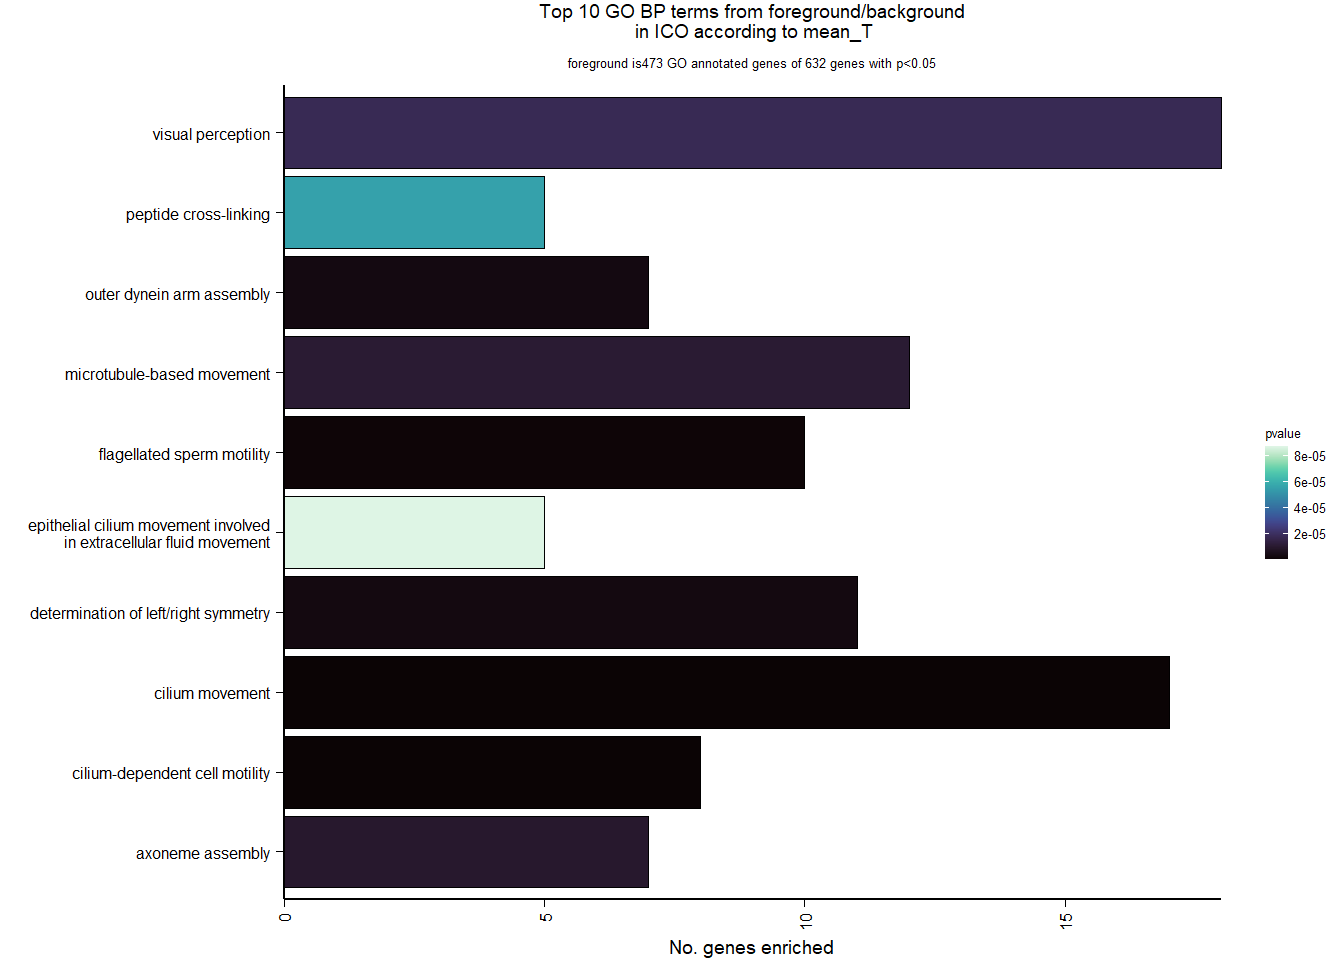 Top 10 GO BP terms from foreground/background
in ICO according to mean_T
foreground is473 GO annotated genes of 632 genes with p<0.05
visual perception
peptide cross-linking
outer dynein arm assembly
microtubule-based movement
flagellated sperm motility
epithelial cilium movement involved
in extracellular fluid movement
determination of left/right symmetry
cilium movement
cilium-dependent cell motility
axoneme assembly
0
5
10
15
No. genes enriched
pvalue
8e-05
6e-05
4e-05
2e-05